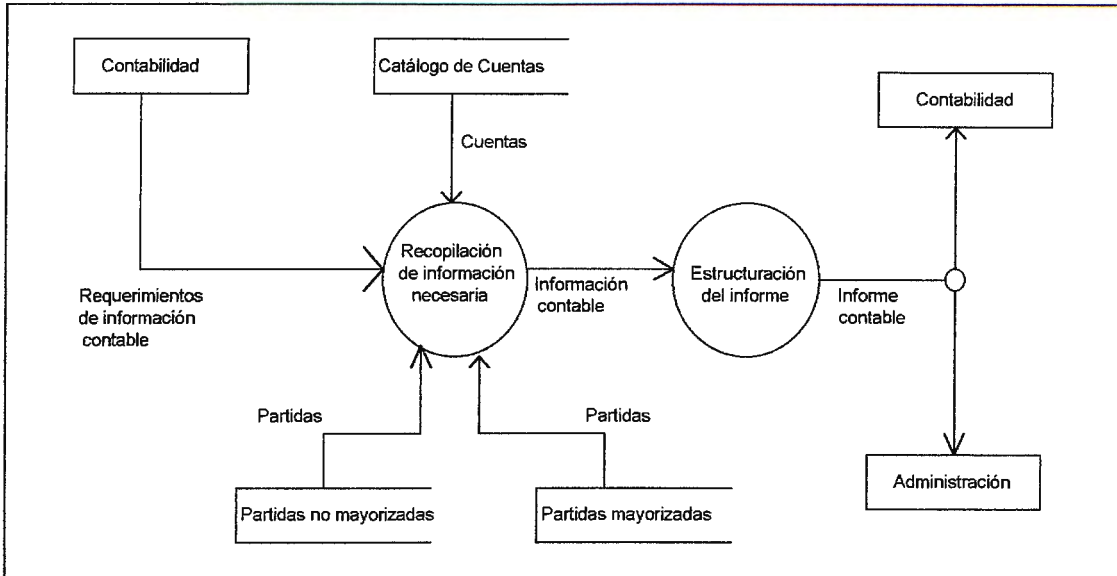 Contabilidad
Catálogo de Cuentas
Contabilidad
Cuentas
Recopilación
de información
necesaria
Requerimientos
de información
contable
Información
contable
Estructuración
del informe
Informe
contable
Partidas
Partidas
Administración
Partidas no mayorizadas
Partidas mayorizadas